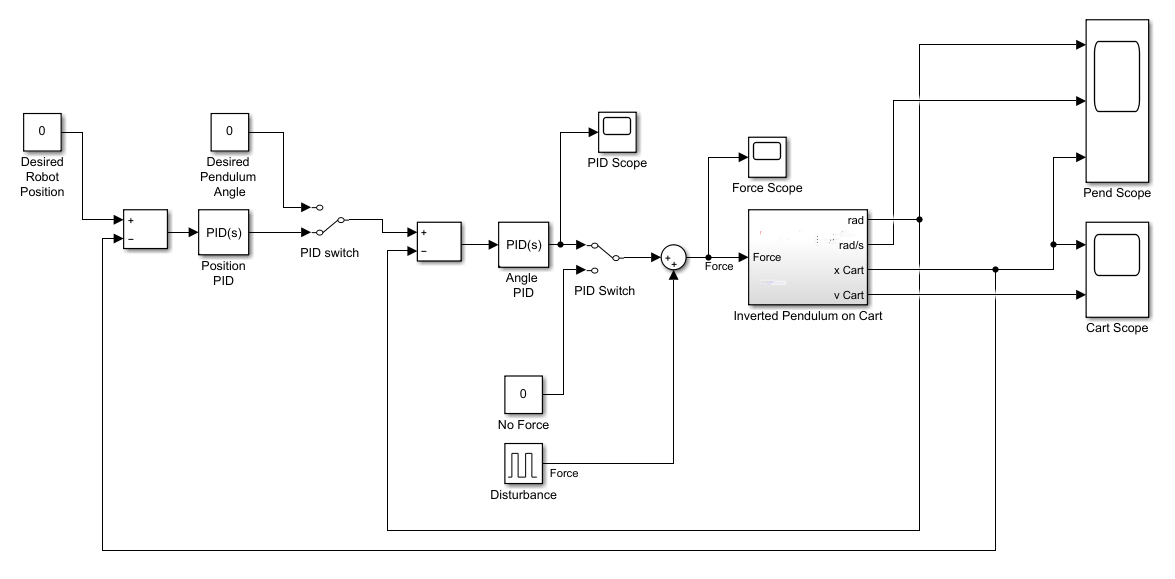 0
Desired
Robot
Position
0
Desired
Pendulum
Angle
+
−
PID(s)
Position
PID
PID switch
+
−
PID(s)
Angle
PID
PID Scope
PID Switch
0
No Force
Disturbance
Force
+
+
Force
Force Scope
Force
rad
rad/s
x Cart
v Cart
Inverted Pendulum on Cart
Pend Scope
Cart Scope